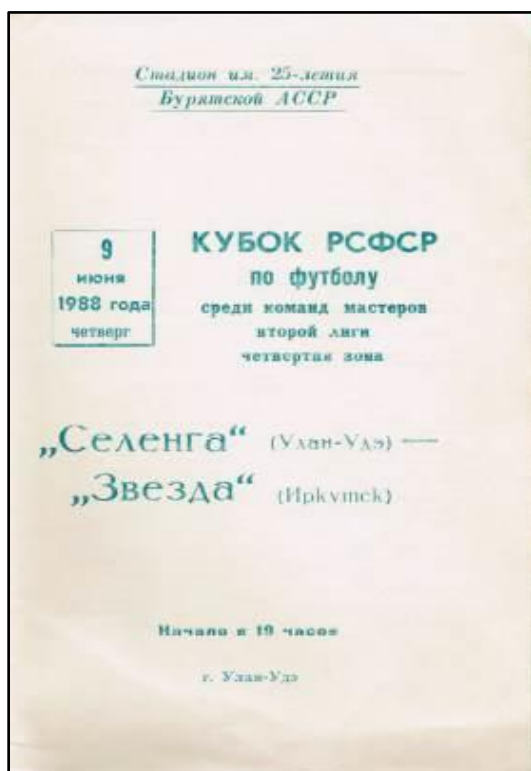 Стадион им. 25-летия
Бурятской АССР
9
июня
1988 года
четверг
КУБОК РСФСР
по футболу
среди команд мастеров
второй лиги
четвертая зона
„Селенга“ (Улан-Удэ) —
„Звезда“ (Иркутск)
Начало в 19 часов
г. Улан-Удэ